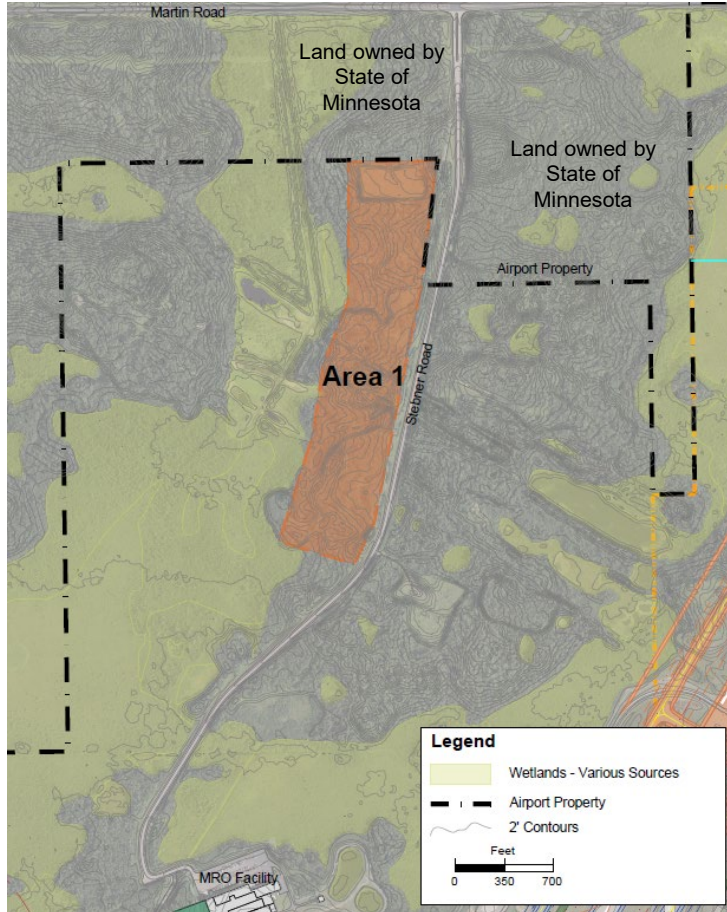 Martin Road
Land owned by
State of
Minnesota
Land owned by
State of
Minnesota
Airport Property
Area 1
Stebner Road
Legend
Wetlands - Various Sources
Airport Property
2' Contours
Feet
0 350 700
MRO Facility